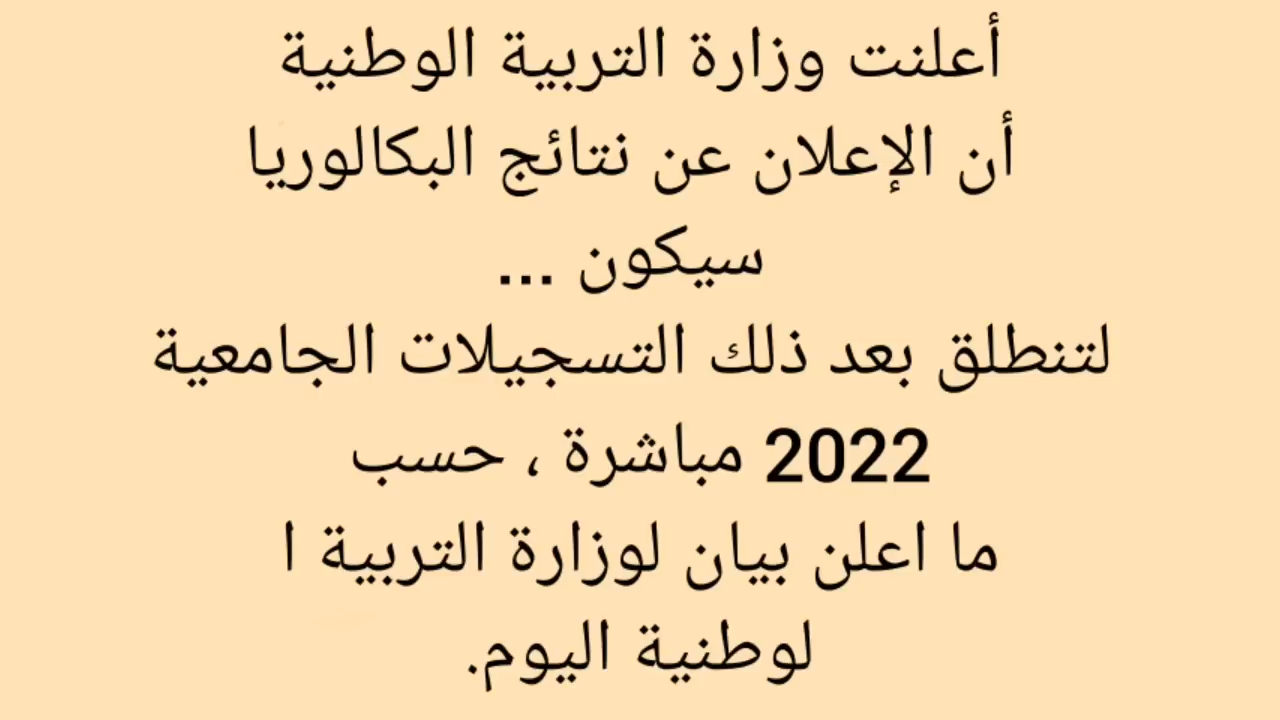 أعلنت وزارة التربية الوطنية
أن الإعلان عن نتائج البكالوريا
سيكون ...
لتنطلق بعد ذلك التسجيلات الجامعية
2022 مباشرة ، حسب
ما اعلن بيان لوزارة التربية ا
لوطنية اليوم.